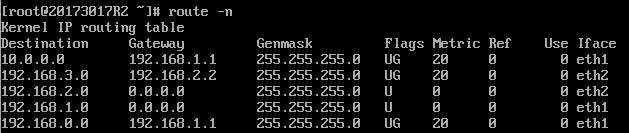 [root@20173017R2 ~]# route -n
Kernel IP routing table
Destination Gateway Genmask Flags Metric Ref Use Iface
10.0.0.0 192.168.1.1 255.255.255.0 UG 20 0 0 eth1
192.168.3.0 192.168.2.2 255.255.255.0 UG 20 0 0 eth2
192.168.2.0 0.0.0.0 255.255.255.0 U 0 0 0 eth2
192.168.1.0 0.0.0.0 255.255.255.0 U 0 0 0 eth1
192.168.0.0 192.168.1.1 255.255.255.0 UG 20 0 0 eth1